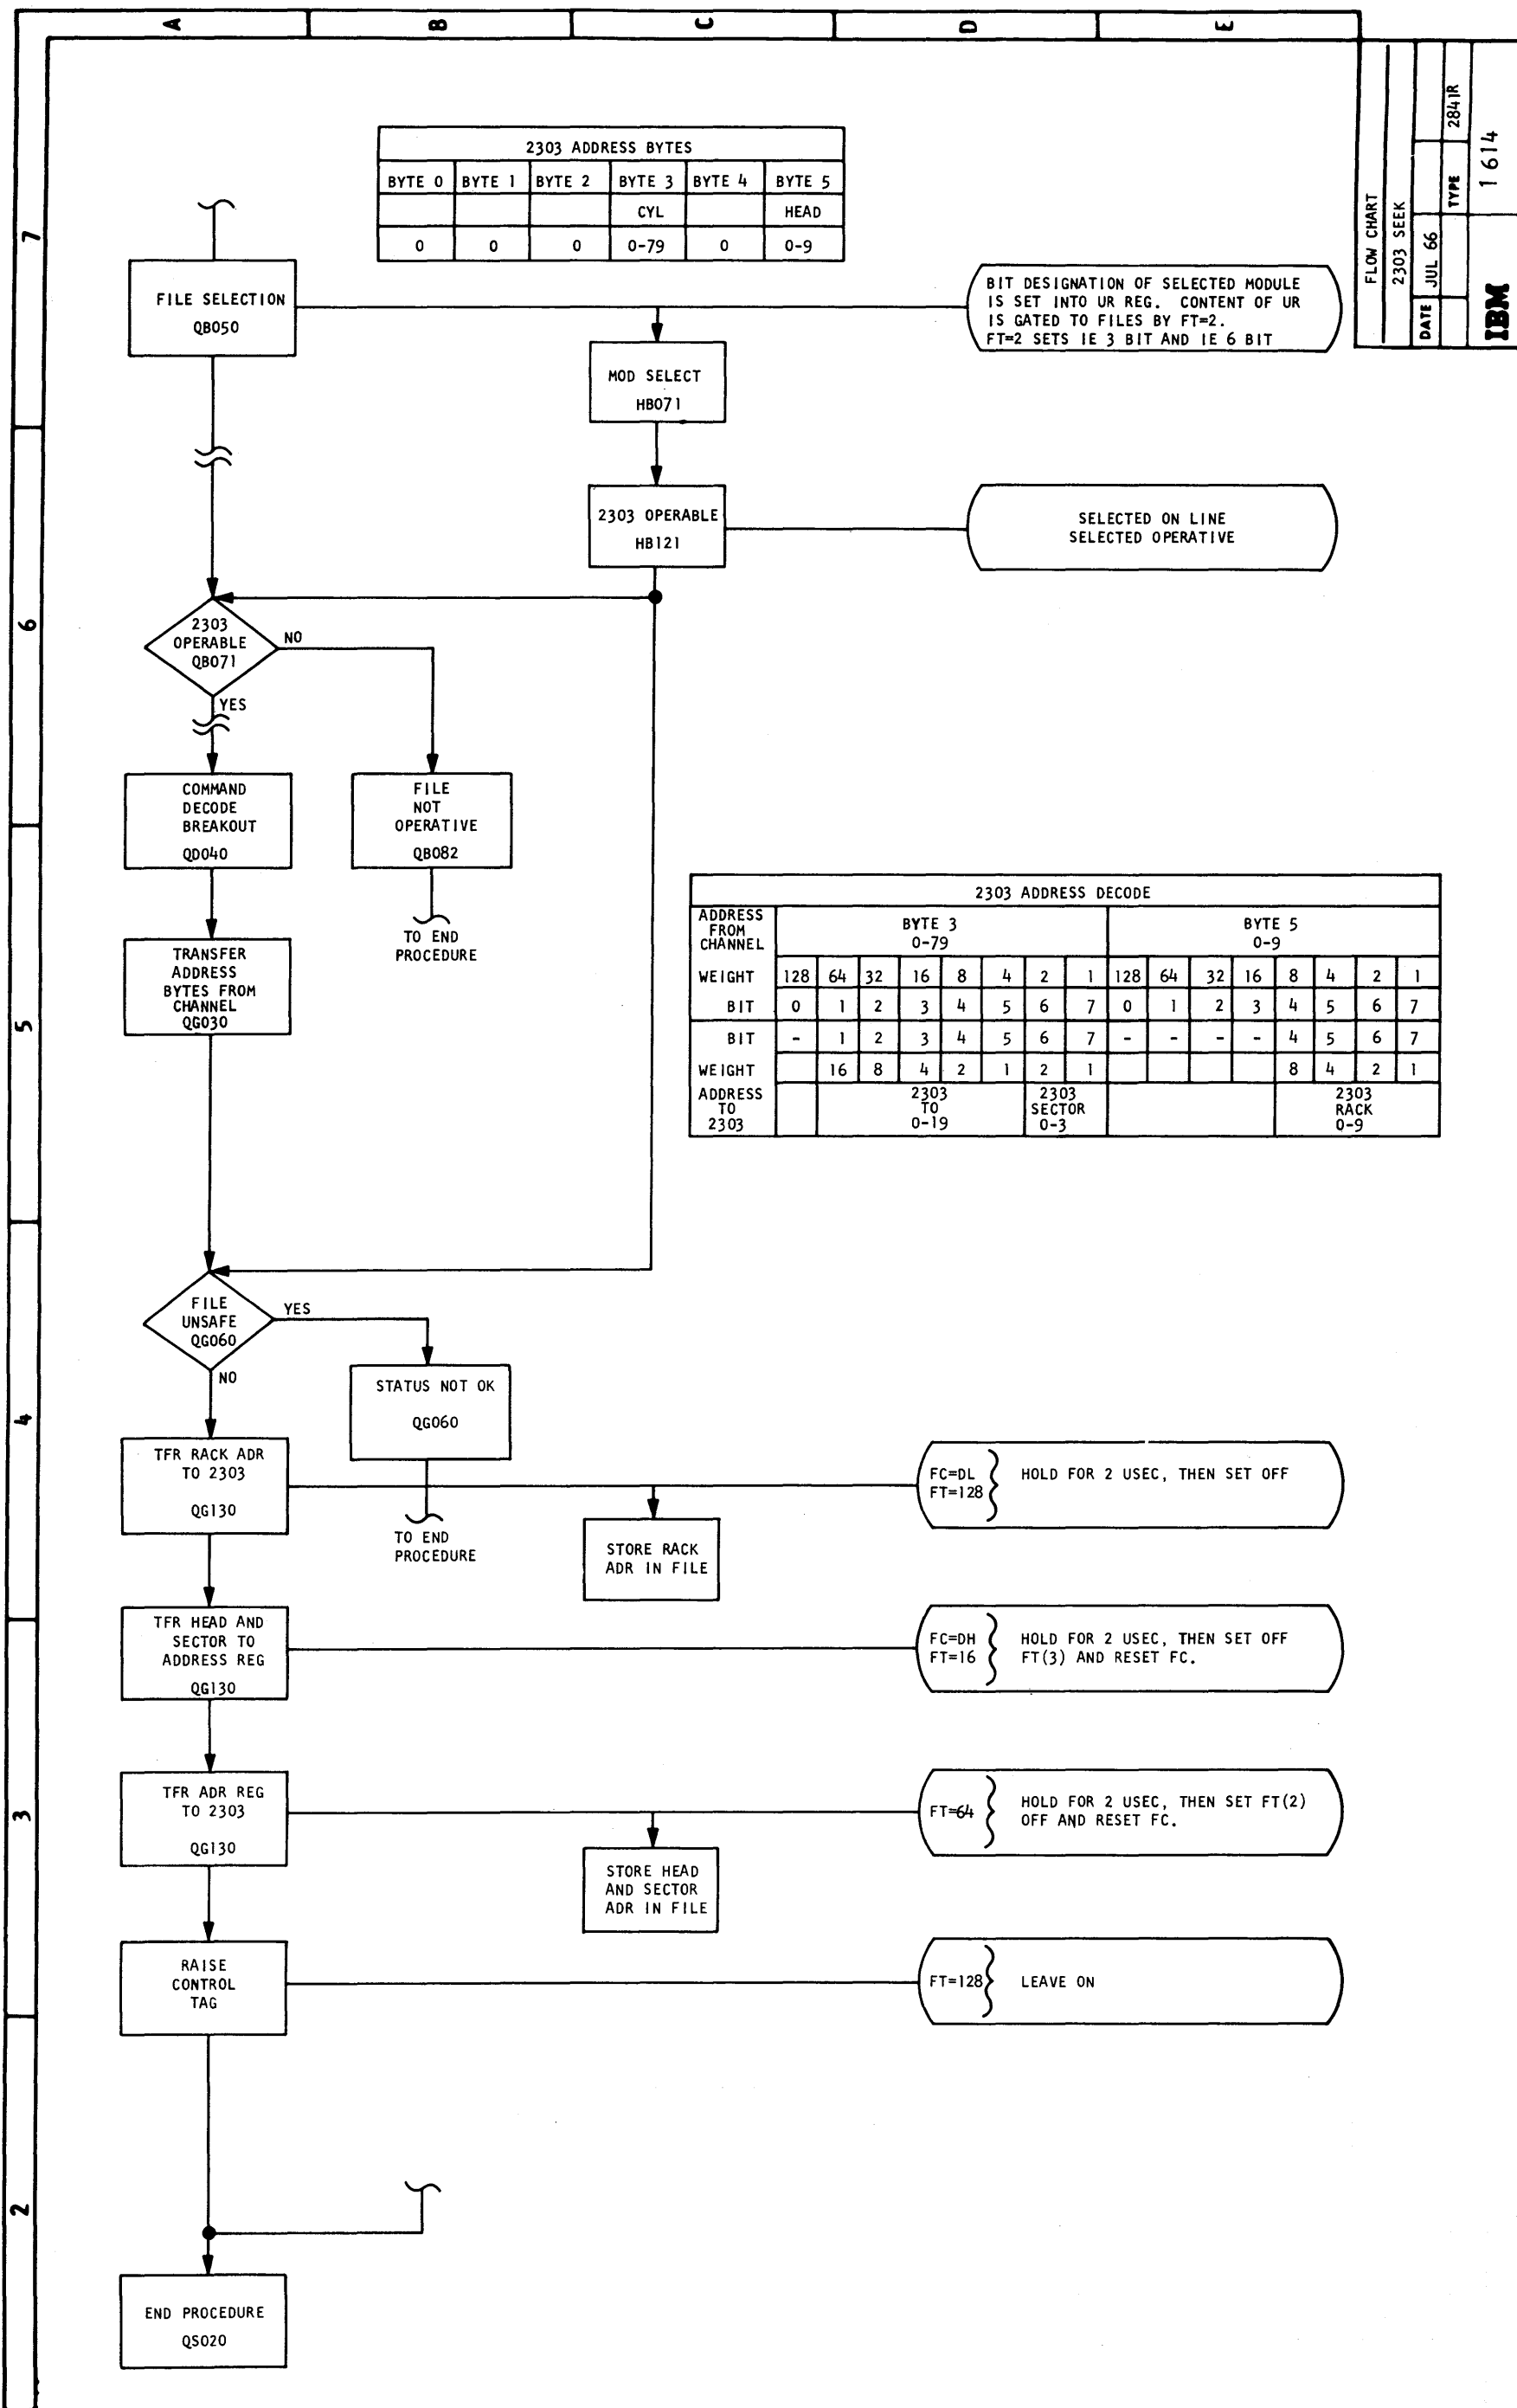 A B C D E
7
6
5
4
3
2
FLOW CHART
2303 SEEK
DATE JUL 66 TYPE 2841R
IBM 1614
2303 ADDRESS BYTES
BYTE 0 BYTE 1 BYTE 2 BYTE 3 BYTE 4 BYTE 5
CYL HEAD
0 0 0 0-79 0 0-9
FILE SELECTION
QB050
BIT DESIGNATION OF SELECTED MODULE
IS SET INTO UR REG. CONTENT OF UR
IS GATED TO FILES BY FT=2.
FT=2 SETS IE 3 BIT AND IE 6 BIT
MOD SELECT
HB071
2303 OPERABLE
HB121
SELECTED ON LINE
SELECTED OPERATIVE
2303
OPERABLE
QB071
NO
YES
COMMAND
DECODE
BREAKOUT
QD040
FILE
NOT
OPERATIVE
QB082
TO END
PROCEDURE
TRANSFER
ADDRESS
BYTES FROM
CHANNEL
QG030
2303 ADDRESS DECODE
ADDRESS
FROM
CHANNEL
BYTE 3
0-79
BYTE 5
0-9
WEIGHT 128 64 32 16 8 4 2 1 128 64 32 16 8 4 2 1
BIT 0 1 2 3 4 5 6 7 0 1 2 3 4 5 6 7
BIT - 1 2 3 4 5 6 7 - - - - 4 5 6 7
WEIGHT 16 8 4 2 1 2 1 8 4 2 1
ADDRESS
TO
2303
2303
TO
0-19
2303
SECTOR
0-3
2303
RACK
0-9
FILE
UNSAFE
QG060
YES
NO
STATUS NOT OK
QG060
TO END
PROCEDURE
TFR RACK ADR
TO 2303
QG130
FC=DL
FT=128
HOLD FOR 2 USEC, THEN SET OFF
STORE RACK
ADR IN FILE
TFR HEAD AND
SECTOR TO
ADDRESS REG
QG130
FC=DH
FT=16
HOLD FOR 2 USEC, THEN SET OFF
FT(3) AND RESET FC.
TFR ADR REG
TO 2303
QG130
FT=64
HOLD FOR 2 USEC, THEN SET FT(2)
OFF AND RESET FC.
STORE HEAD
AND SECTOR
ADR IN FILE
RAISE
CONTROL
TAG
FT=128
LEAVE ON
END PROCEDURE
QS020